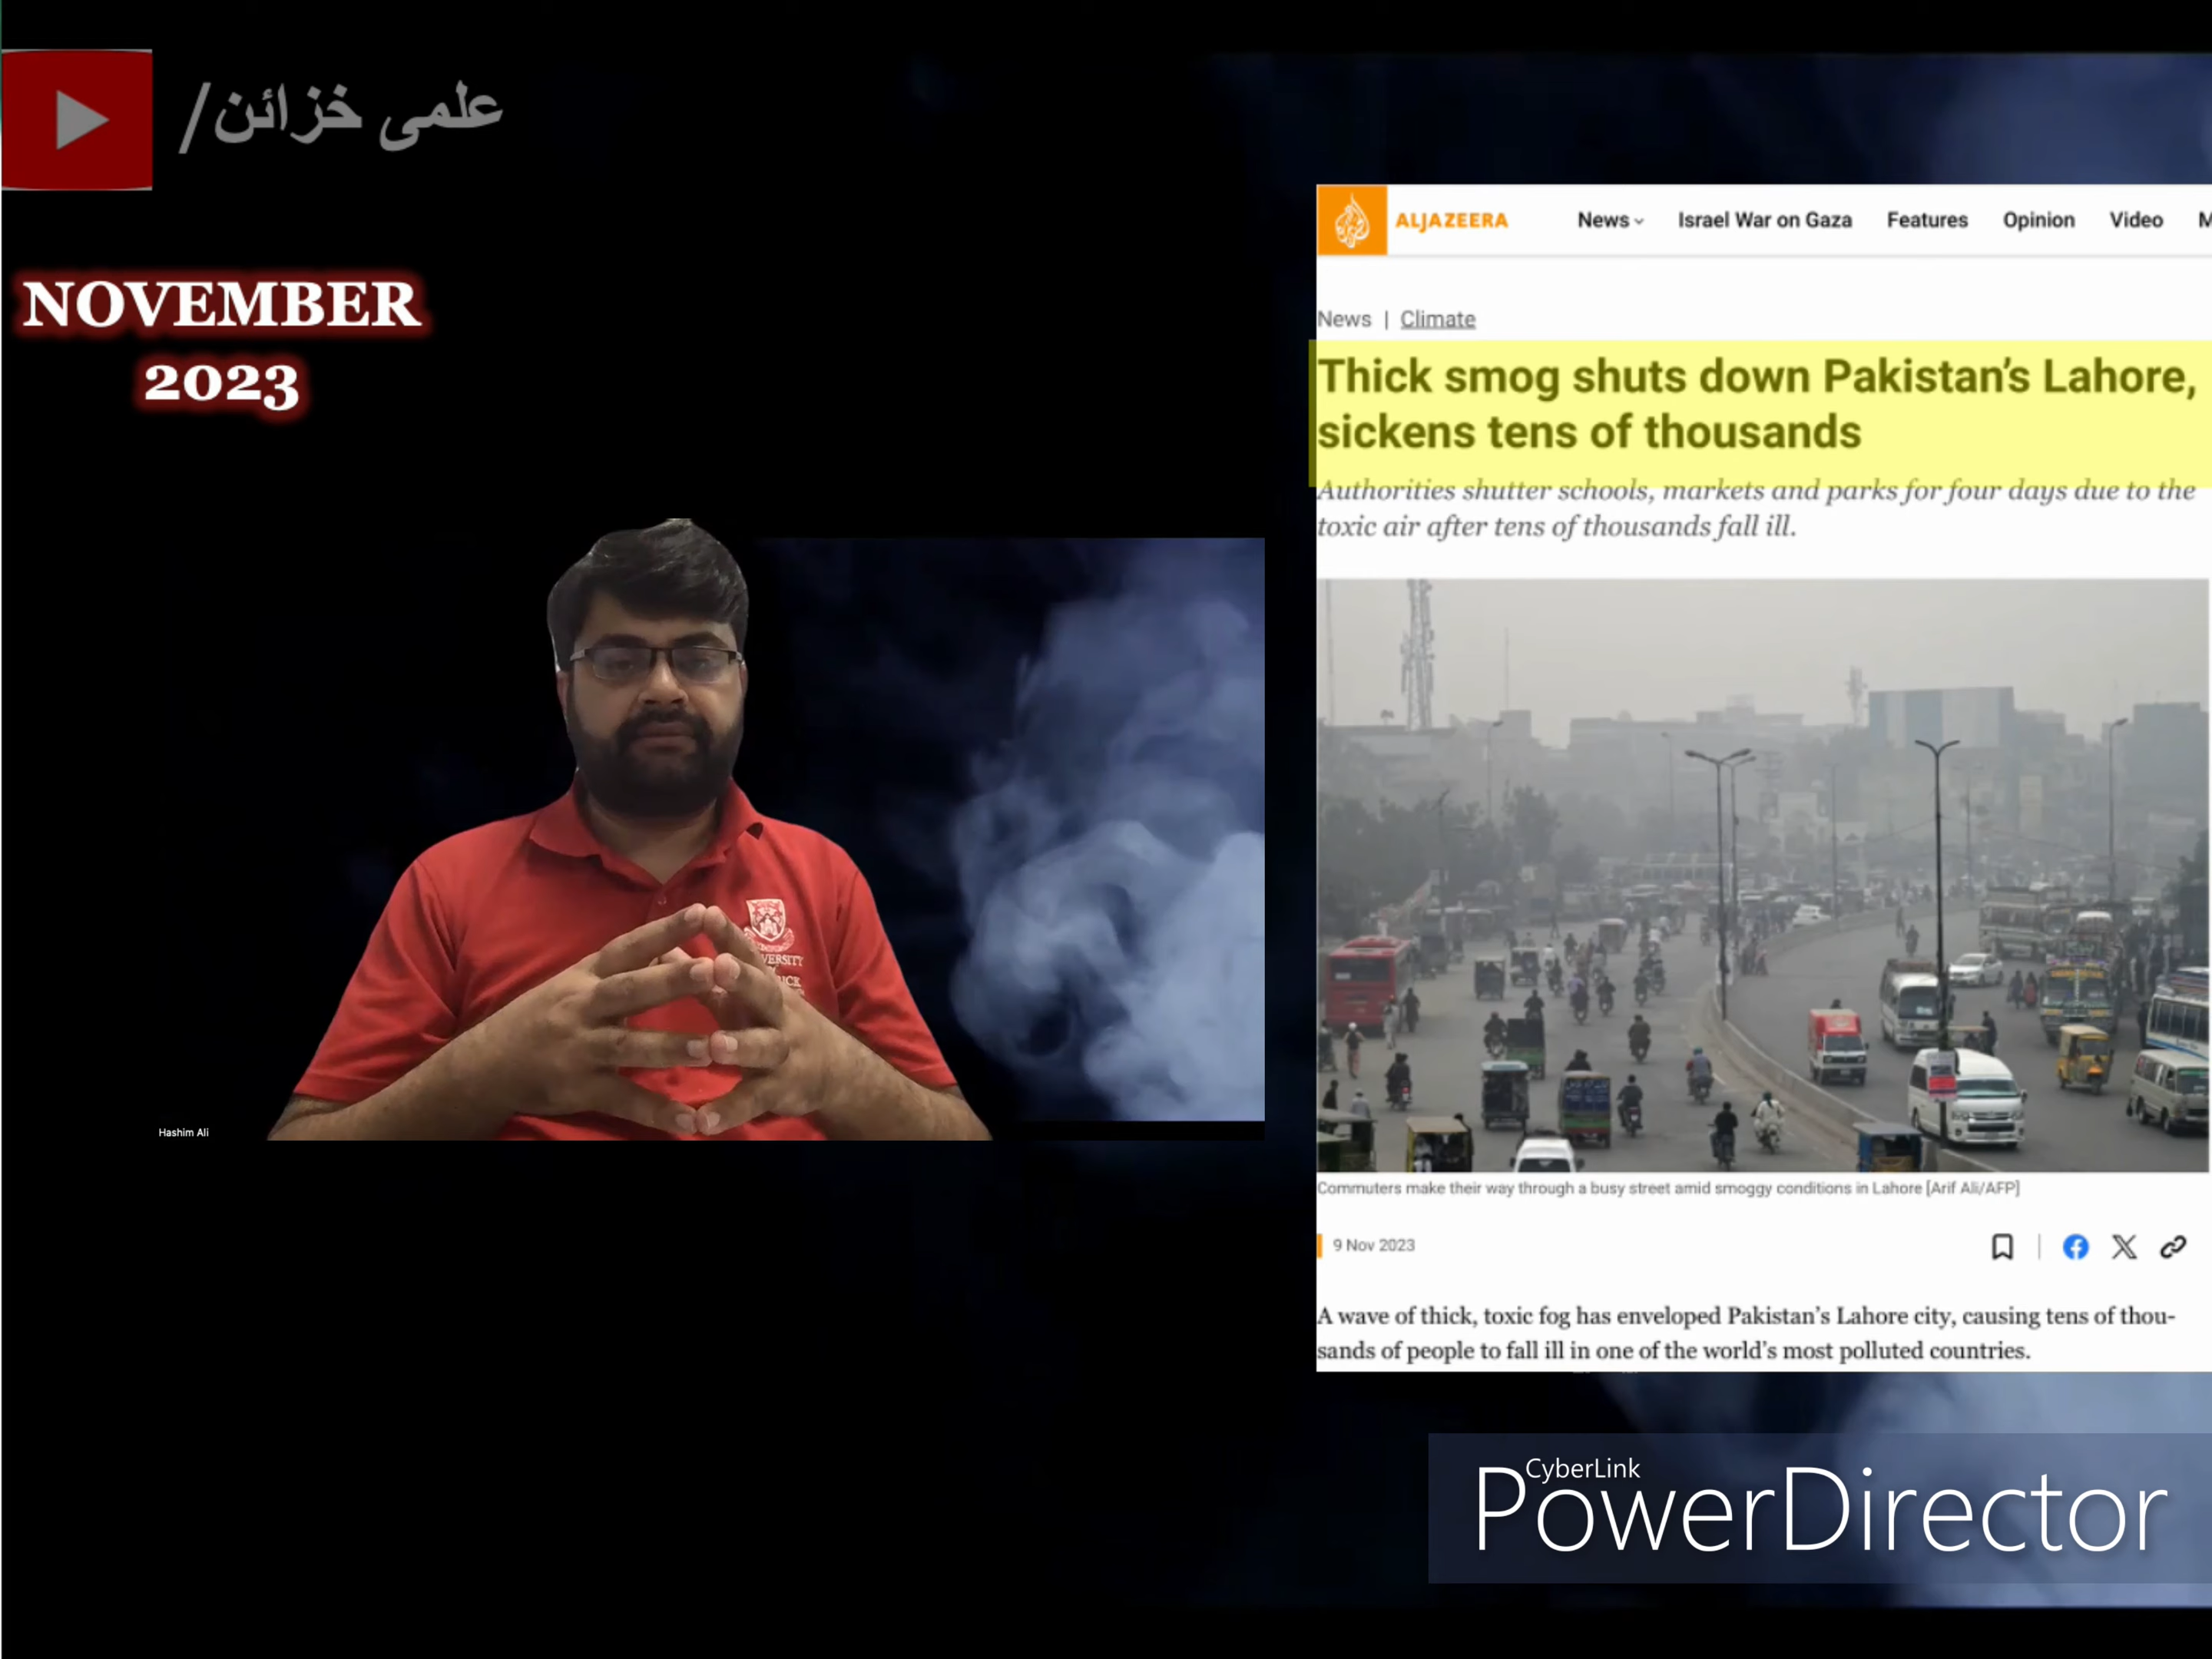 علمی خزائن/
NOVEMBER
2023
Hashim Ali
ALJAZEERA
News Israel War on Gaza Features Opinion Video
News | Climate
Thick smog shuts down Pakistan’s Lahore,
sickens tens of thousands
Authorities shutter schools, markets and parks for four days due to the
toxic air after tens of thousands fall ill.
Commuters make their way through a busy street amid smoggy conditions in Lahore [Arif Ali/AFP]
9 Nov 2023
A wave of thick, toxic fog has enveloped Pakistan’s Lahore city, causing tens of thou-
sands of people to fall ill in one of the world’s most polluted countries.
CyberLink
PowerDirector